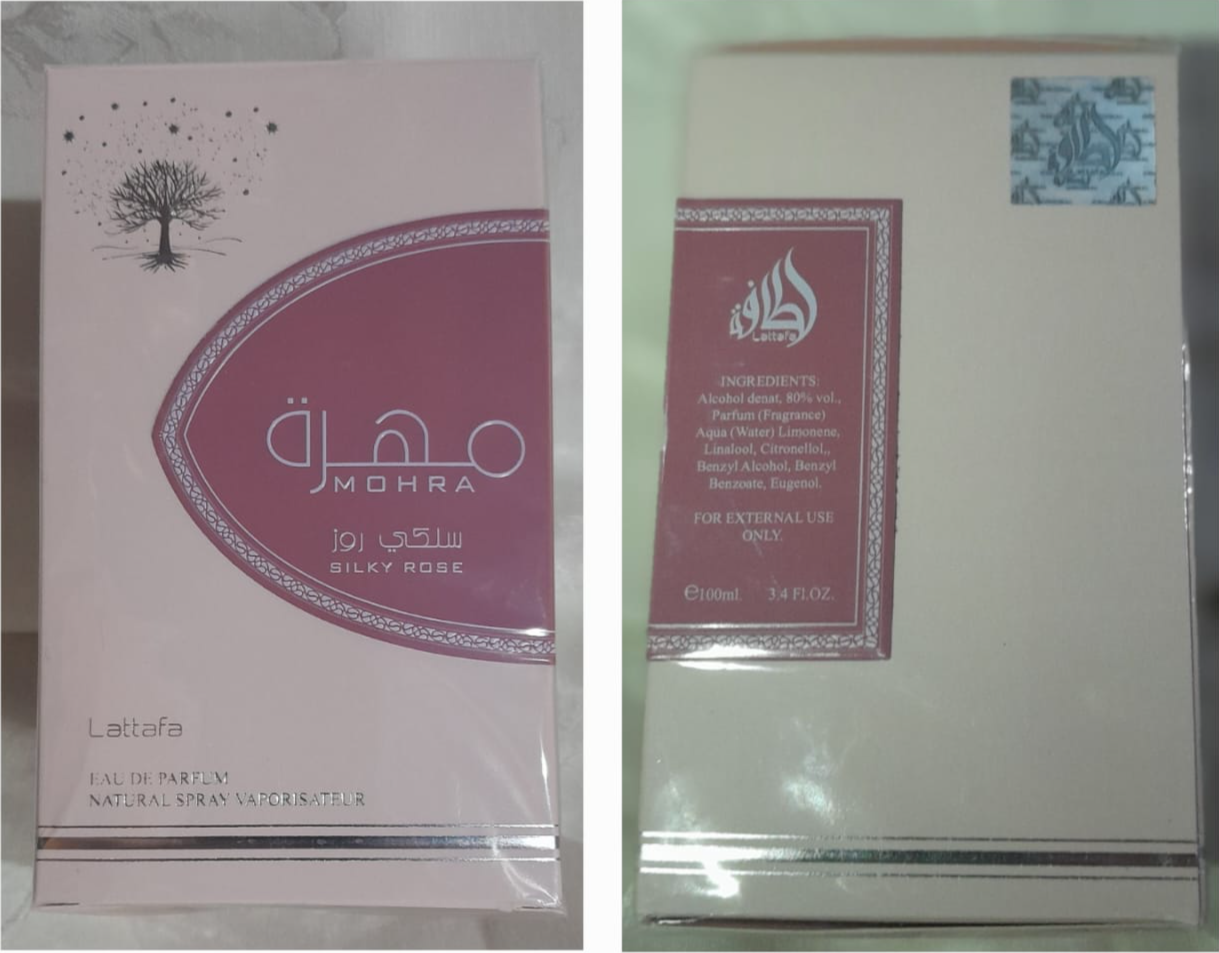 مهرة
MOHRA
سلكي روز
SILKY ROSE
Lattafa
EAU DE PARFUM
NATURAL SPRAY VAPORISATEUR
لطافة
Lattafa
INGREDIENTS:
Alcohol denat, 80% vol.,
Parfum (Fragrance)
Aqua (Water) Limonene,
Linalool, Citronellol,,
Benzyl Alcohol, Benzyl
Benzoate, Eugenol.
FOR EXTERNAL USE
ONLY.
℮100ml. 3.4 FI.OZ.
لطافة